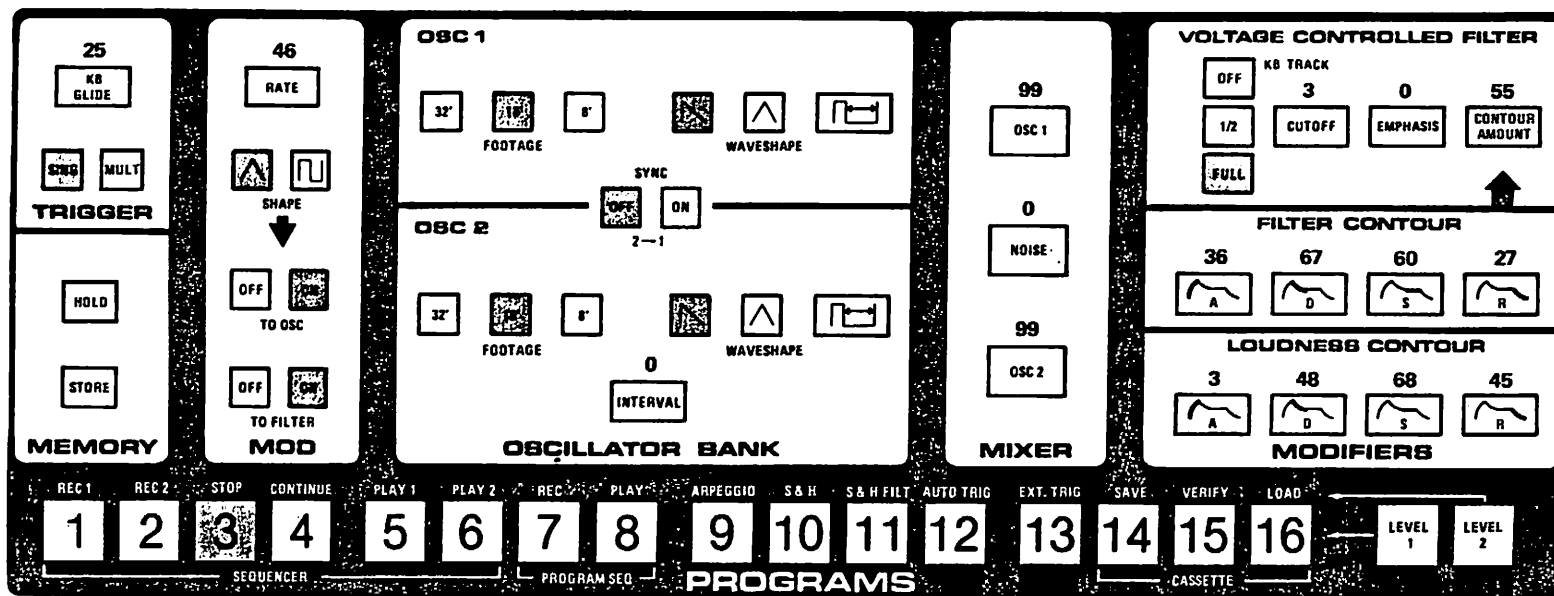 25
KB GLIDE
SING MULT
TRIGGER
HOLD
STORE
MEMORY
46
RATE
SHAPE
OFF ON
TO OSC
OFF ON
TO FILTER
MOD
OSC 1
32' 16' 8'
FOOTAGE
WAVESHAPE
SYNC
OFF ON
2—1
OSC 2
32' 16' 8'
FOOTAGE
WAVESHAPE
0
INTERVAL
OSCILLATOR BANK
99
OSC 1
0
NOISE
99
OSC 2
MIXER
VOLTAGE CONTROLLED FILTER
KB TRACK
OFF
1/2
FULL
3 0 55
CUTOFF EMPHASIS CONTOUR AMOUNT
FILTER CONTOUR
36 67 60 27
A D S R
LOUDNESS CONTOUR
3 48 68 45
A D S R
MODIFIERS
REC 1 REC 2 STOP CONTINUE PLAY 1 PLAY 2 REC PLAY ARPEGGIO S & H S & H FILT AUTO TRIG EXT. TRIG SAVE VERIFY LOAD
1 2 3 4 5 6 7 8 9 10 11 12 13 14 15 16
LEVEL 1 LEVEL 2
SEQUENCER PROGRAM SEQ PROGRAMS CASSETTE